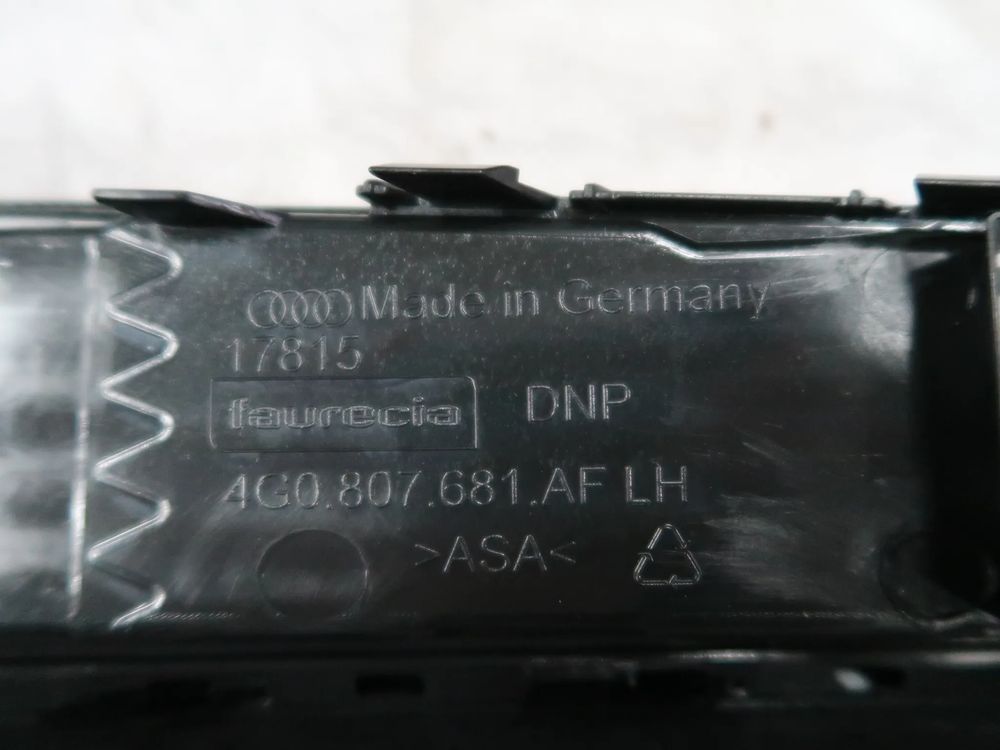 Made in Germany
17815
faurecia DNP
4G0.807.681.AF LH
>ASA<